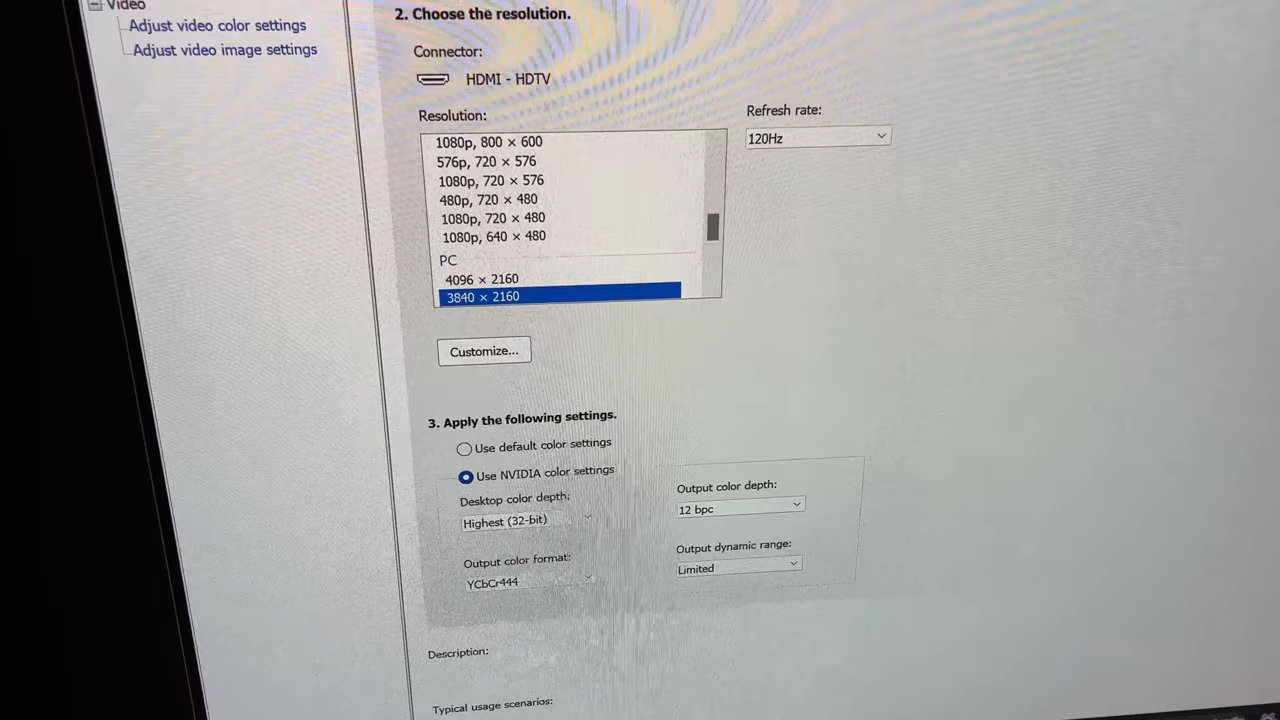 Video
Adjust video color settings
Adjust video image settings
2. Choose the resolution.
Connector:
HDMI - HDTV
Resolution:
1080p, 800 × 600
576p, 720 × 576
1080p, 720 × 576
480p, 720 × 480
1080p, 720 × 480
1080p, 640 × 480
PC
4096 × 2160
3840 × 2160
Refresh rate:
120Hz
Customize...
3. Apply the following settings.
Use default color settings
Use NVIDIA color settings
Desktop color depth:
Highest (32-bit)
Output color depth:
12 bpc
Output color format:
YCbCr444
Output dynamic range:
Limited
Description:
Typical usage scenarios: